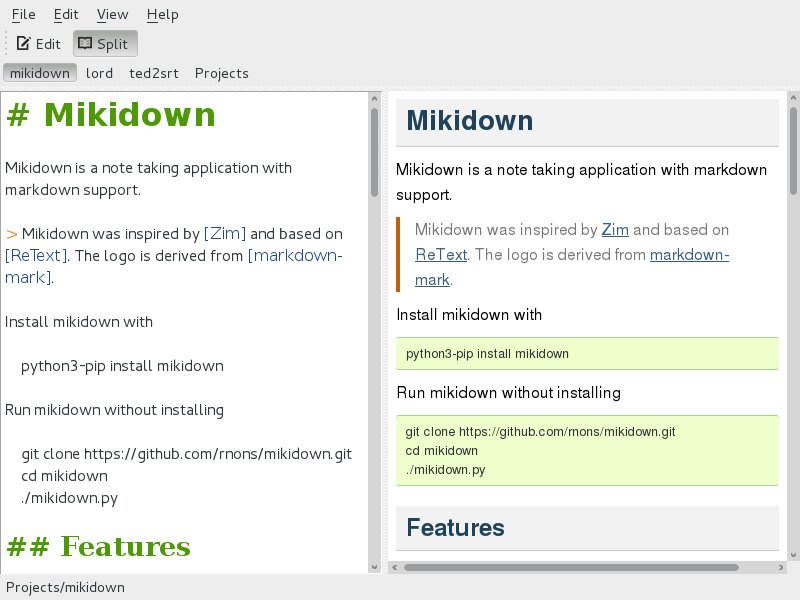 File Edit View Help
Edit Split
mikidown lord ted2srt Projects
# Mikidown
Mikidown is a note taking application with
markdown support.
> Mikidown was inspired by [Zim] and based on
[ReText]. The logo is derived from [markdown-
mark].
Install mikidown with
python3-pip install mikidown
Run mikidown without installing
git clone https://github.com/rnons/mikidown.git
cd mikidown
./mikidown.py
## Features
Mikidown
Mikidown is a note taking application with markdown
support.
Mikidown was inspired by Zim and based on
ReText. The logo is derived from markdown-
mark.
Install mikidown with
python3-pip install mikidown
Run mikidown without installing
git clone https://github.com/rnons/mikidown.git
cd mikidown
./mikidown.py
Features
Projects/mikidown